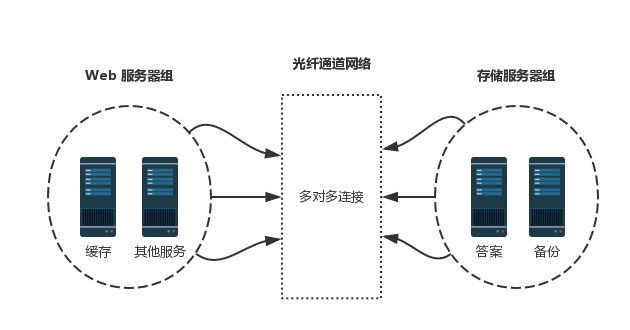 Web 服务器组
光纤通道网络
存储服务器组
多对多连接
缓存
其他服务
答案
备份